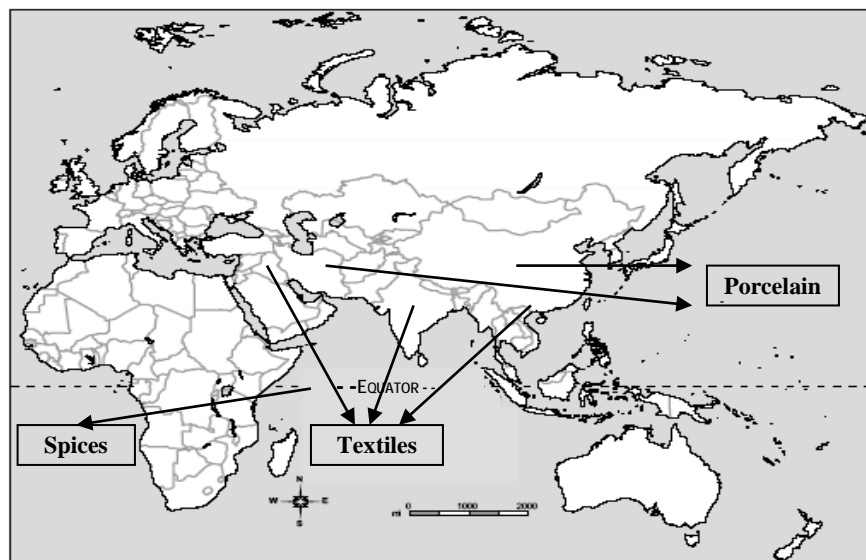 Porcelain
EQUATOR
Spices
Textiles
N
W E
S
mi 0 1000 2000